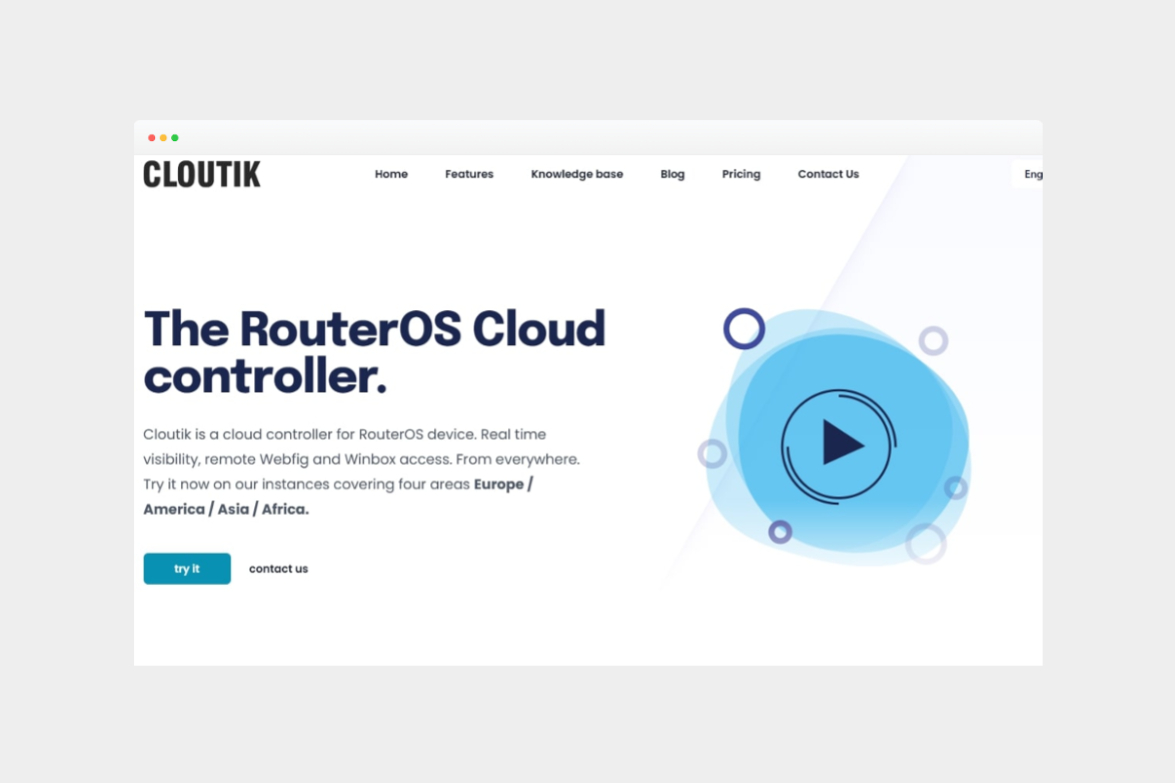 CLOUTIK
Home Features Knowledge base Blog Pricing Contact Us Eng
The RouterOS Cloud
controller.
Cloutik is a cloud controller for RouterOS device. Real time
visibility, remote Webfig and Winbox access. From everywhere.
Try it now on our instances covering four areas Europe /
America / Asia / Africa.
try it contact us